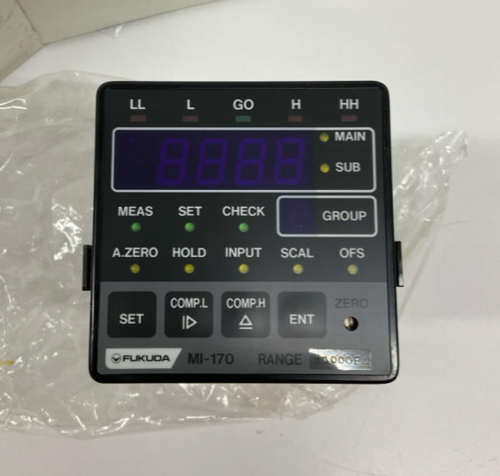 LL L GO H HH
8888
MAIN
SUB
MEAS SET CHECK
GROUP
A.ZERO HOLD INPUT SCAL OFS
SET COMP.L COMP.H ENT ZERO
FUKUDA MI-170 RANGE